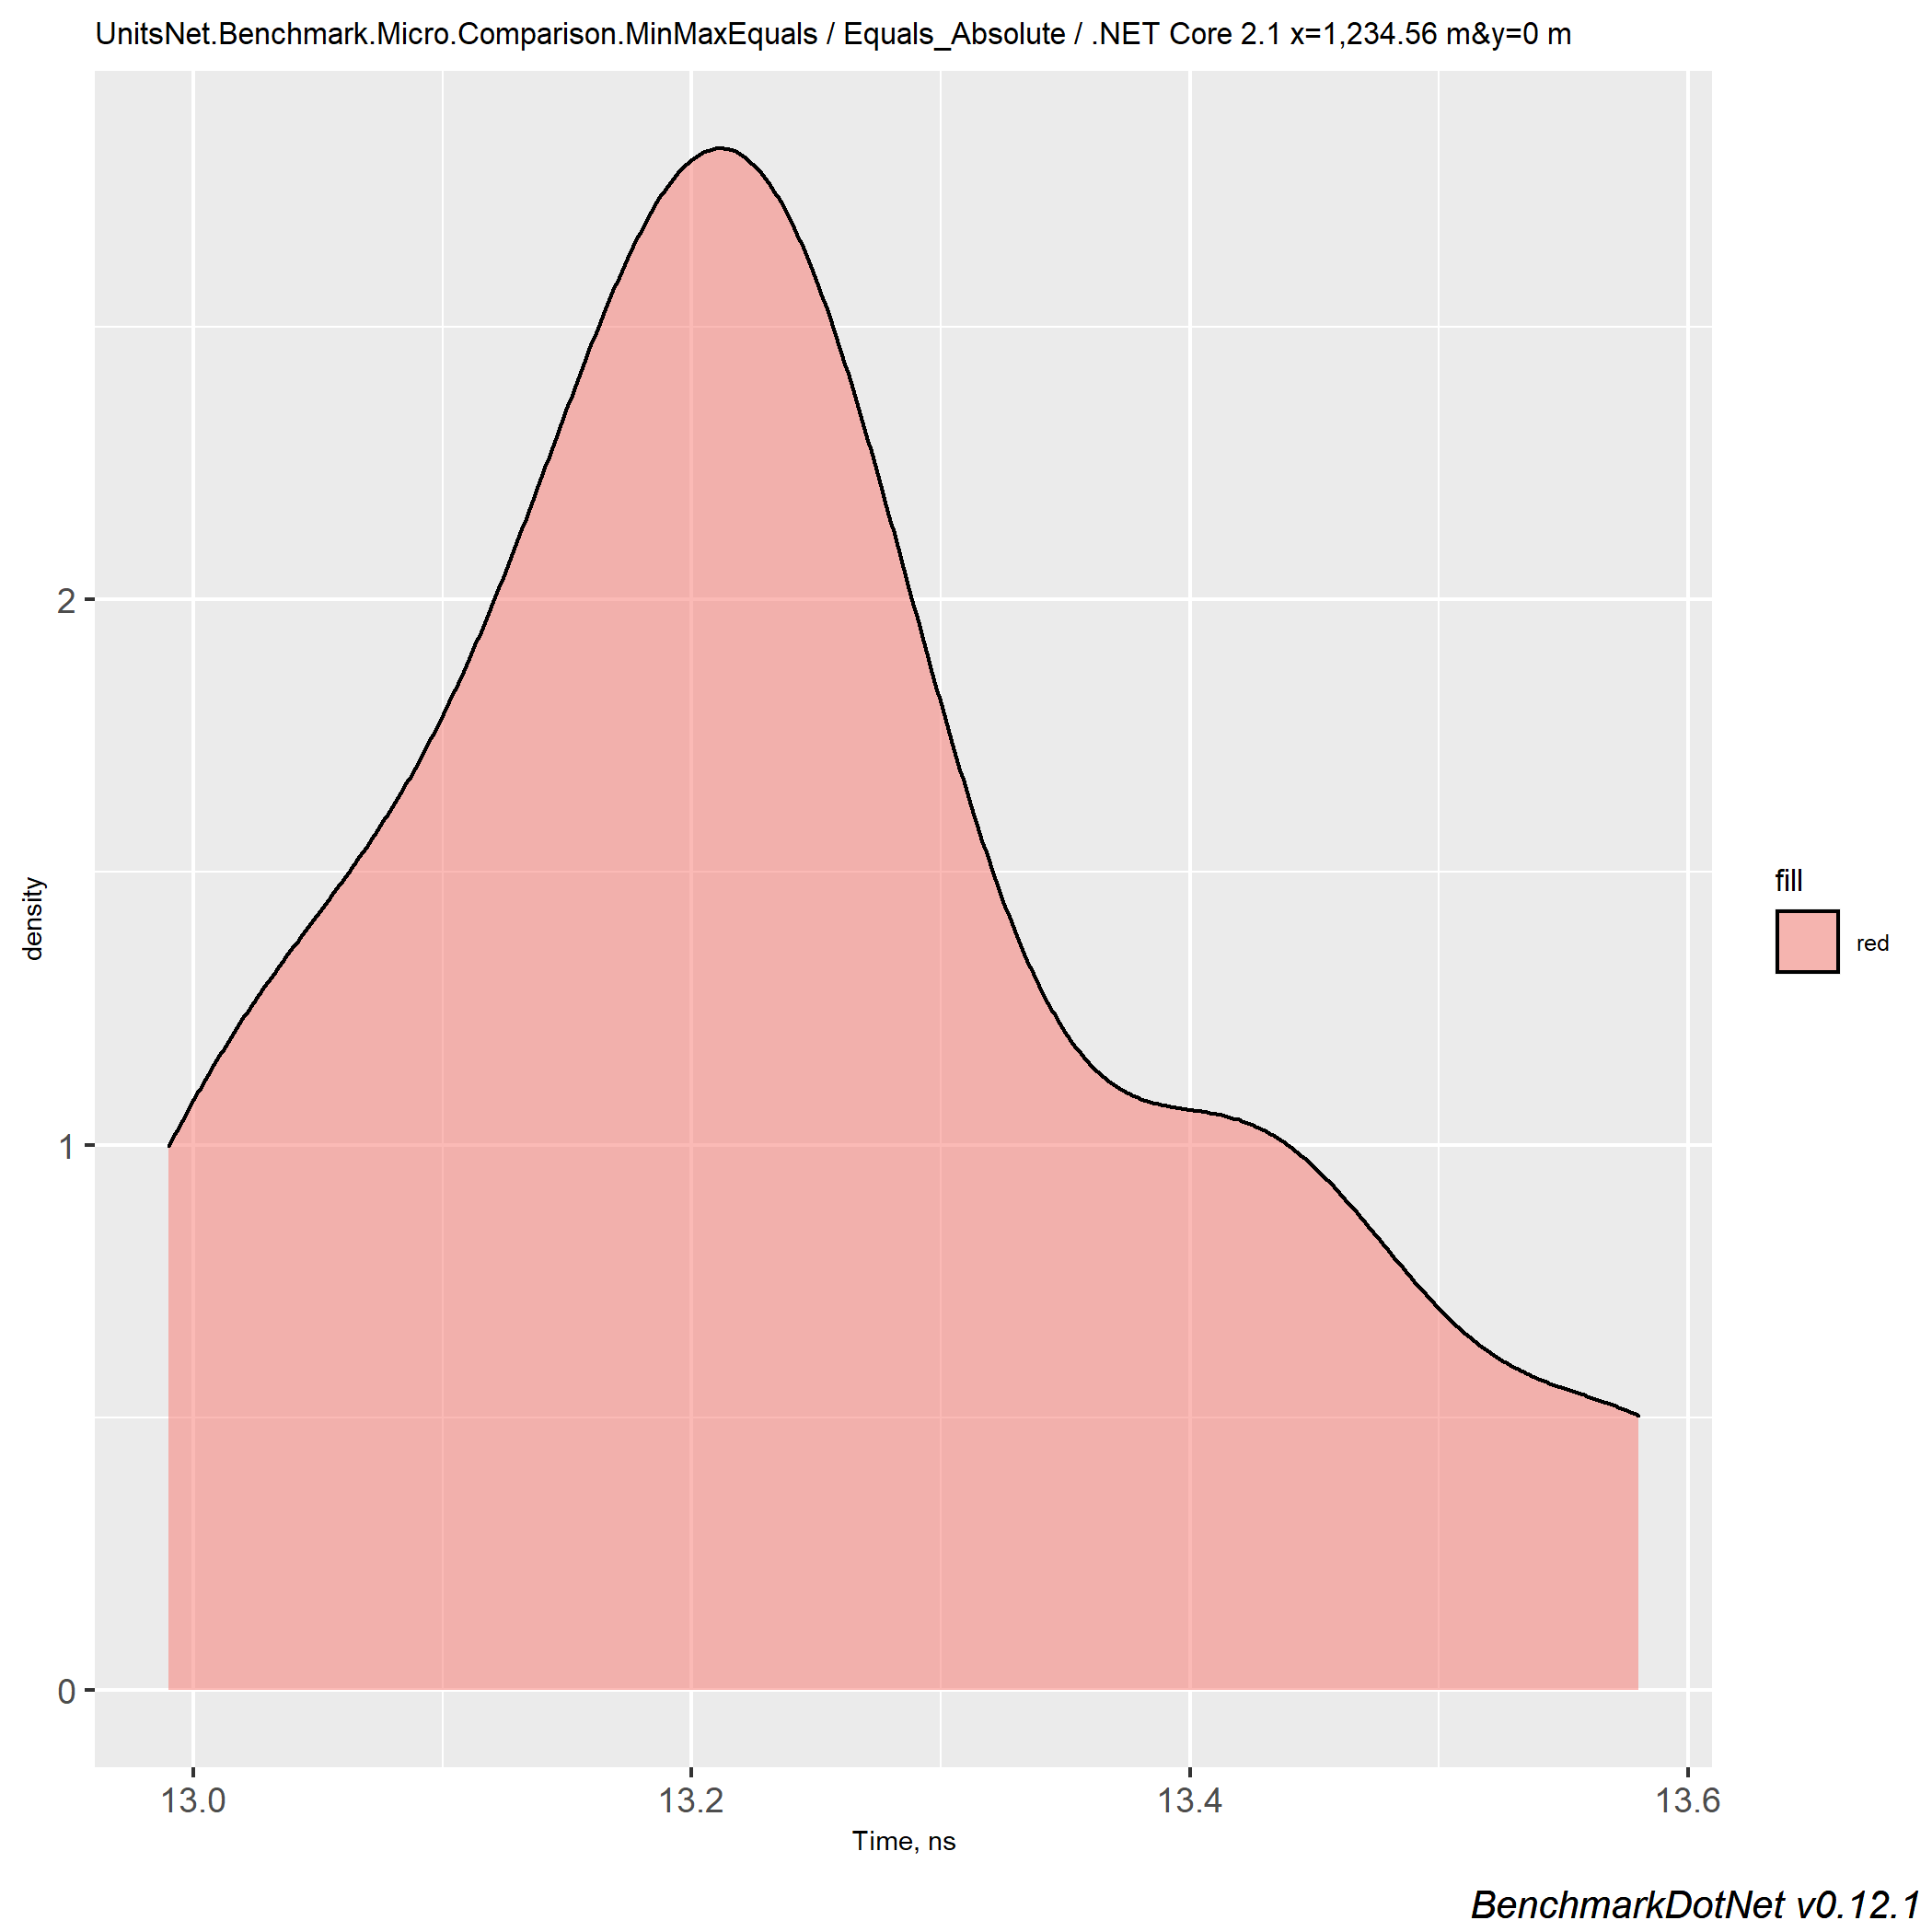 UnitsNet.Benchmark.Micro.Comparison.MinMaxEquals / Equals_Absolute / .NET Core 2.1 x=1,234.56 m&y=0 m
2
1
0
density
fill
red
13.0 13.2 13.4 13.6
Time, ns
BenchmarkDotNet v0.12.1